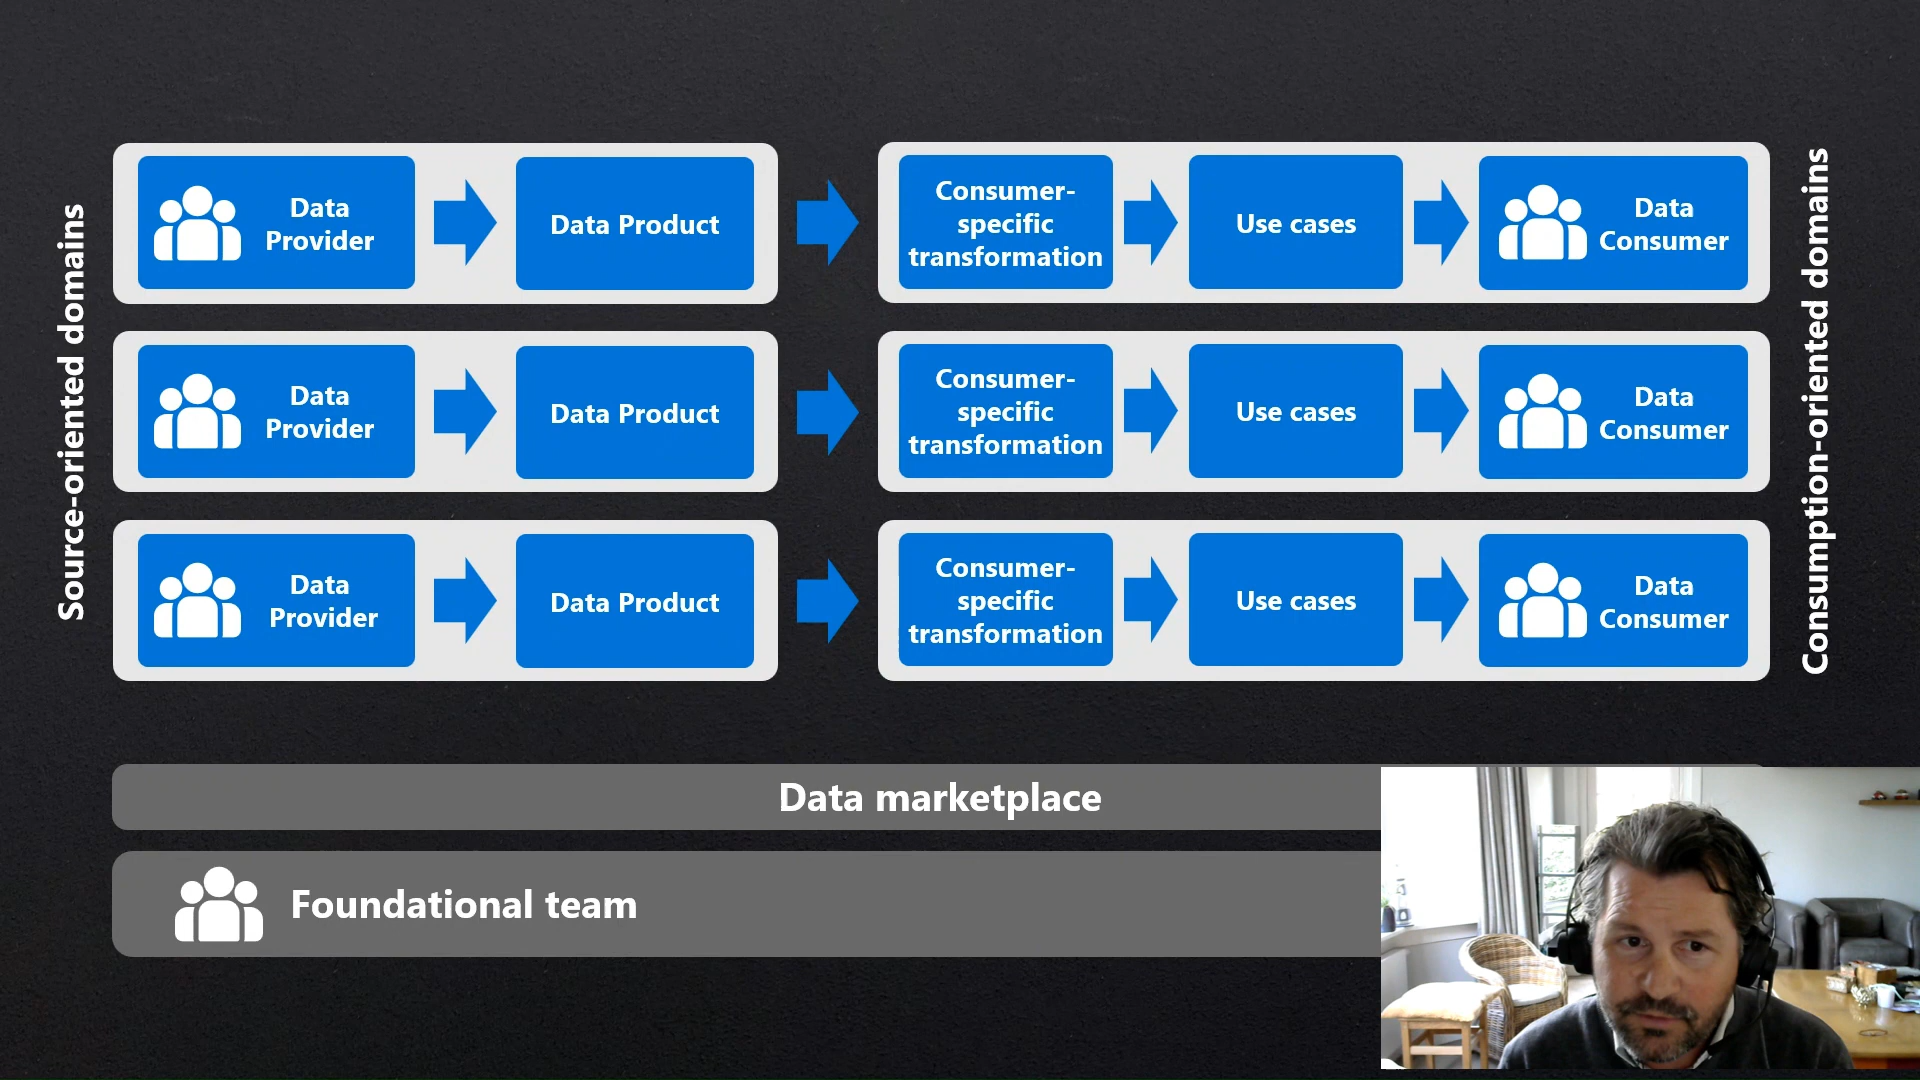 Source-oriented domains
Data
Provider
Data Product
Consumer-
specific
transformation
Use cases
Data
Consumer
Data
Provider
Data Product
Consumer-
specific
transformation
Use cases
Data
Consumer
Data
Provider
Data Product
Consumer-
specific
transformation
Use cases
Data
Consumer
Consumption-oriented domains
Data marketplace
Foundational team